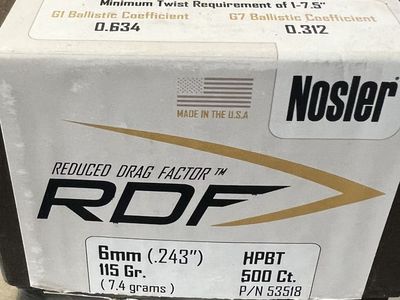 Minimum Twist Requirement of 1-7.5"
G1 Ballistic Coefficient G7 Ballistic Coefficient
0.634 0.312
Nosler®
MADE IN THE U.S.A
REDUCED DRAG FACTOR™
RDF
6mm (.243") HPBT
115 Gr. 500 Ct.
(7.4 grams) P/N 53518